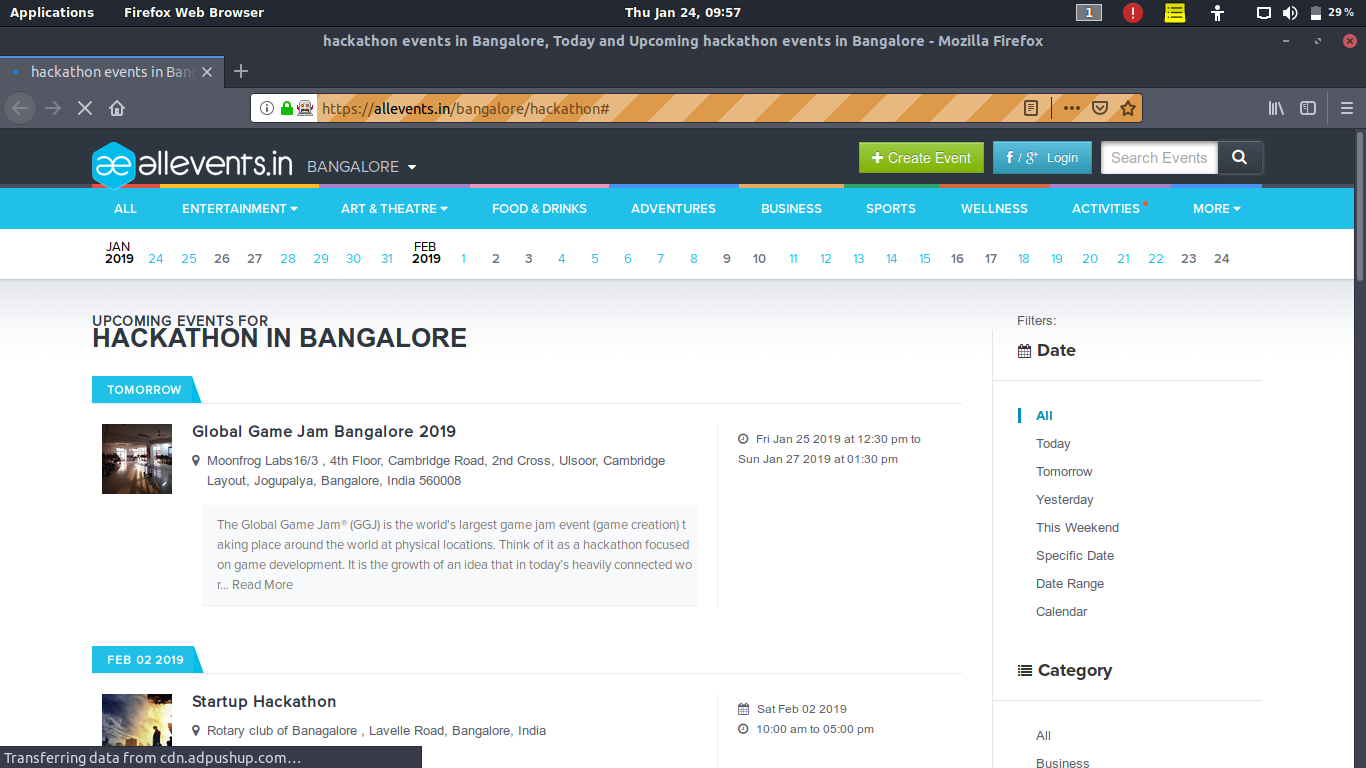 Applications Firefox Web Browser Thu Jan 24, 09:57 1 29 %
hackathon events in Bangalore, Today and Upcoming hackathon events in Bangalore - Mozilla Firefox
hackathon events in Bang
https://allevents.in/bangalore/hackathon#
æ allevents.in BANGALORE + Create Event f / g+ Login Search Events
ALL ENTERTAINMENT ART & THEATRE FOOD & DRINKS ADVENTURES BUSINESS SPORTS WELLNESS ACTIVITIES MORE
JAN FEB
2019 24 25 26 27 28 29 30 31 2019 1 2 3 4 5 6 7 8 9 10 11 12 13 14 15 16 17 18 19 20 21 22 23 24
UPCOMING EVENTS FOR
HACKATHON IN BANGALORE
TOMORROW
Global Game Jam Bangalore 2019
Moonfrog Labs16/3 , 4th Floor, Cambridge Road, 2nd Cross, Ulsoor, Cambridge
Layout, Jogupalya, Bangalore, India 560008
Fri Jan 25 2019 at 12:30 pm to
Sun Jan 27 2019 at 01:30 pm
The Global Game Jam® (GGJ) is the world's largest game jam event (game creation) t
aking place around the world at physical locations. Think of it as a hackathon focused
on game development. It is the growth of an idea that in today's heavily connected wo
r... Read More
FEB 02 2019
Startup Hackathon
Rotary club of Banagalore , Lavelle Road, Bangalore, India
Sat Feb 02 2019
10:00 am to 05:00 pm
Filters:
Date
All
Today
Tomorrow
Yesterday
This Weekend
Specific Date
Date Range
Calendar
Category
All
Business
Transferring data from cdn.adpushup.com…